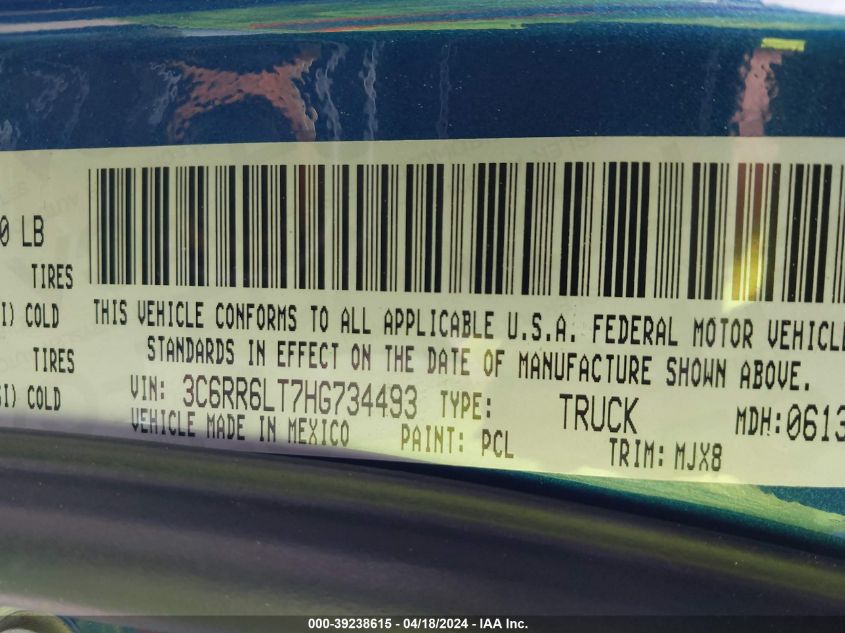 0 LB
TIRES
I) COLD
TIRES
SI) COLD
THIS VEHICLE CONFORMS TO ALL APPLICABLE U.S.A. FEDERAL MOTOR VEHICLE
STANDARDS IN EFFECT ON THE DATE OF MANUFACTURE SHOWN ABOVE.
VIN: 3C6RR6LT7HG734493 TYPE: TRUCK MDH: 0613
VEHICLE MADE IN MEXICO PAINT: PCL TRIM: MJX8
000-39238615 - 04/18/2024 - IAA Inc.